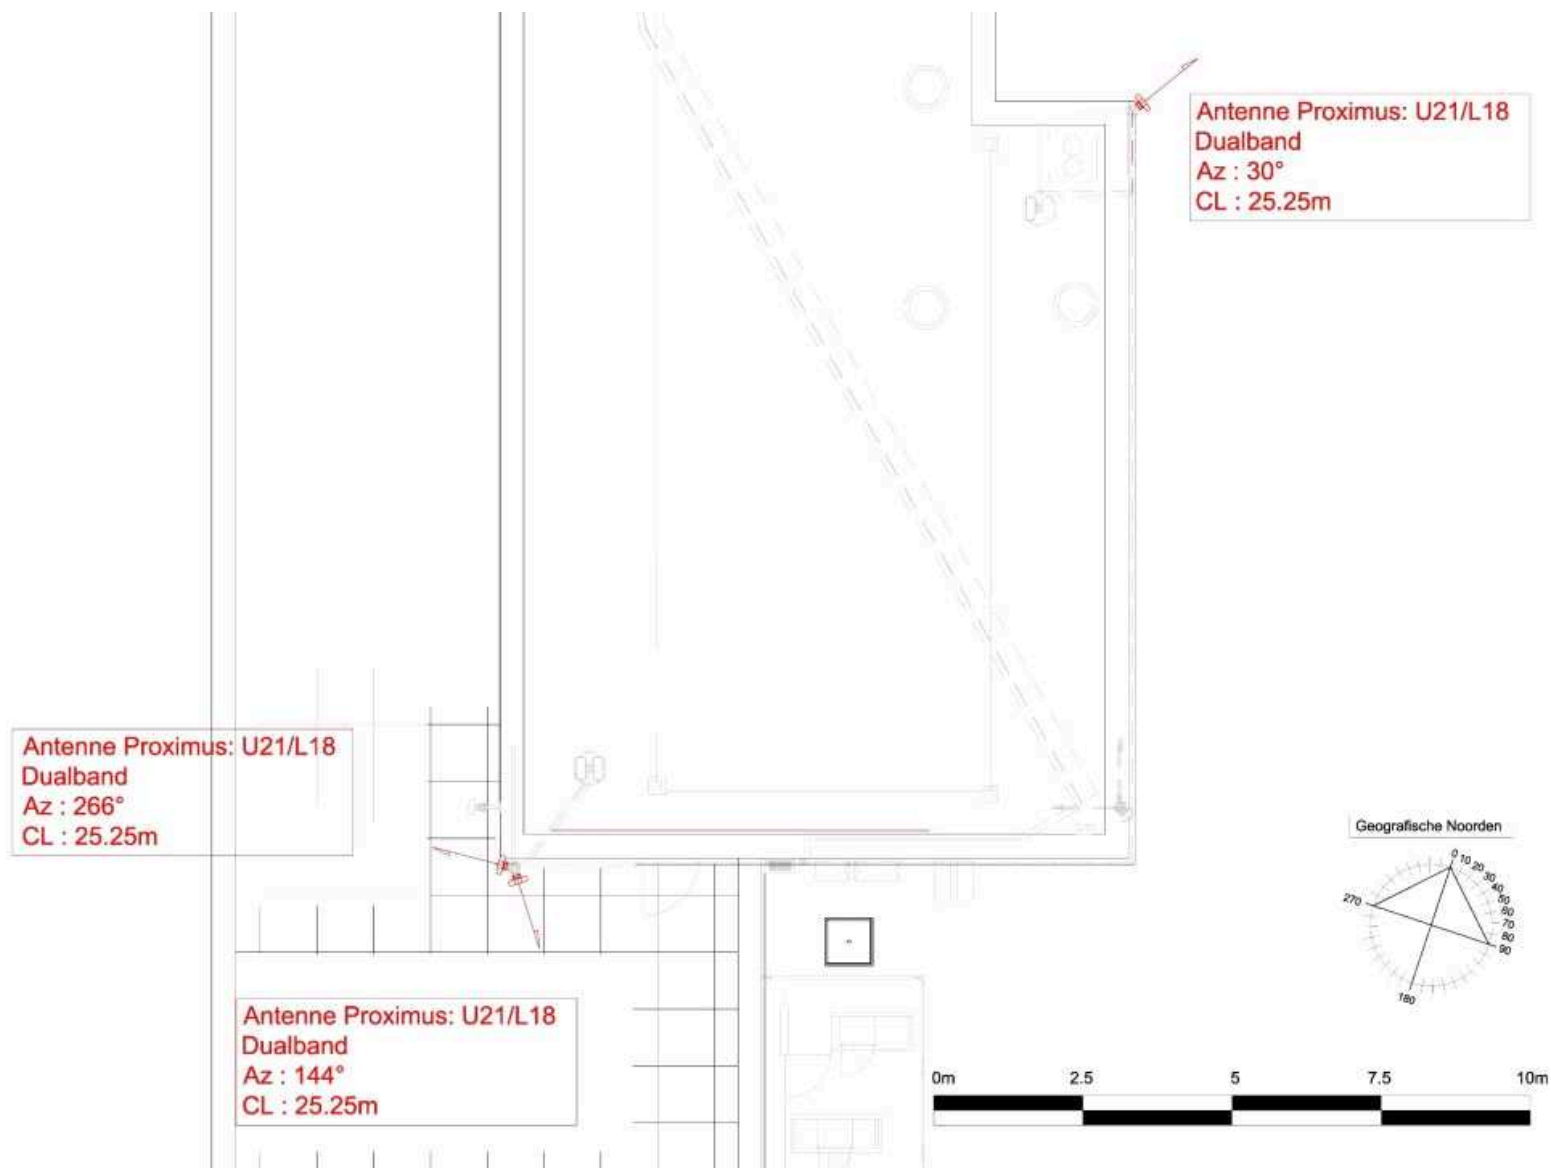 Antenne Proximus: U21/L18
Dualband
Az : 30°
CL : 25.25m
Antenne Proximus: U21/L18
Dualband
Az : 266°
CL : 25.25m
Geografische Noorden
0 10 20 30 40 50 60 70 80 90
270
180
Antenne Proximus: U21/L18
Dualband
Az : 144°
CL : 25.25m
0m 2.5 5 7.5 10m